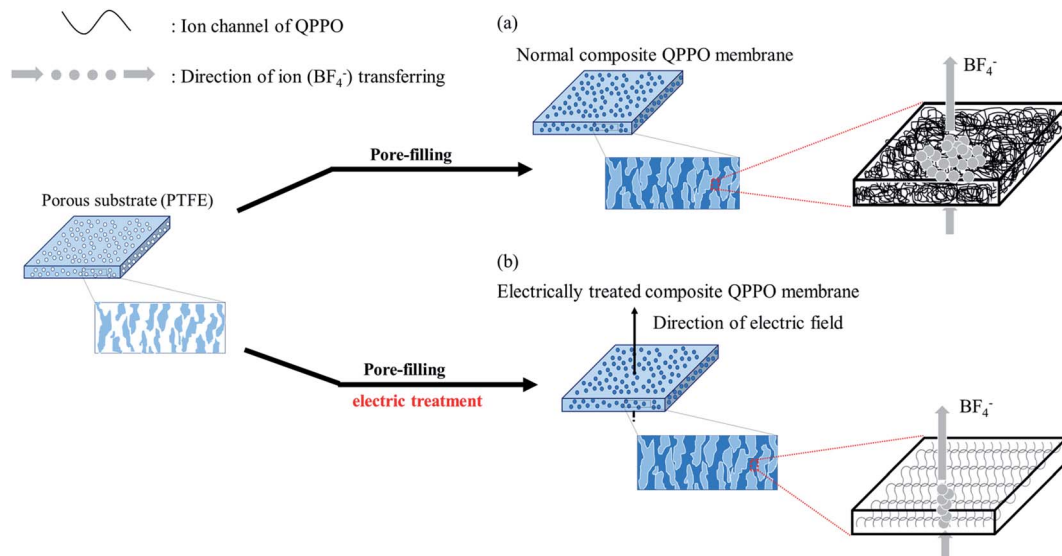 : Ion channel of QPPO
: Direction of ion (BF₄⁻) transferring
(a)
Normal composite QPPO membrane
BF₄⁻
Pore-filling
Porous substrate (PTFE)
(b)
Electrically treated composite QPPO membrane
Direction of electric field
Pore-filling
electric treatment
BF₄⁻